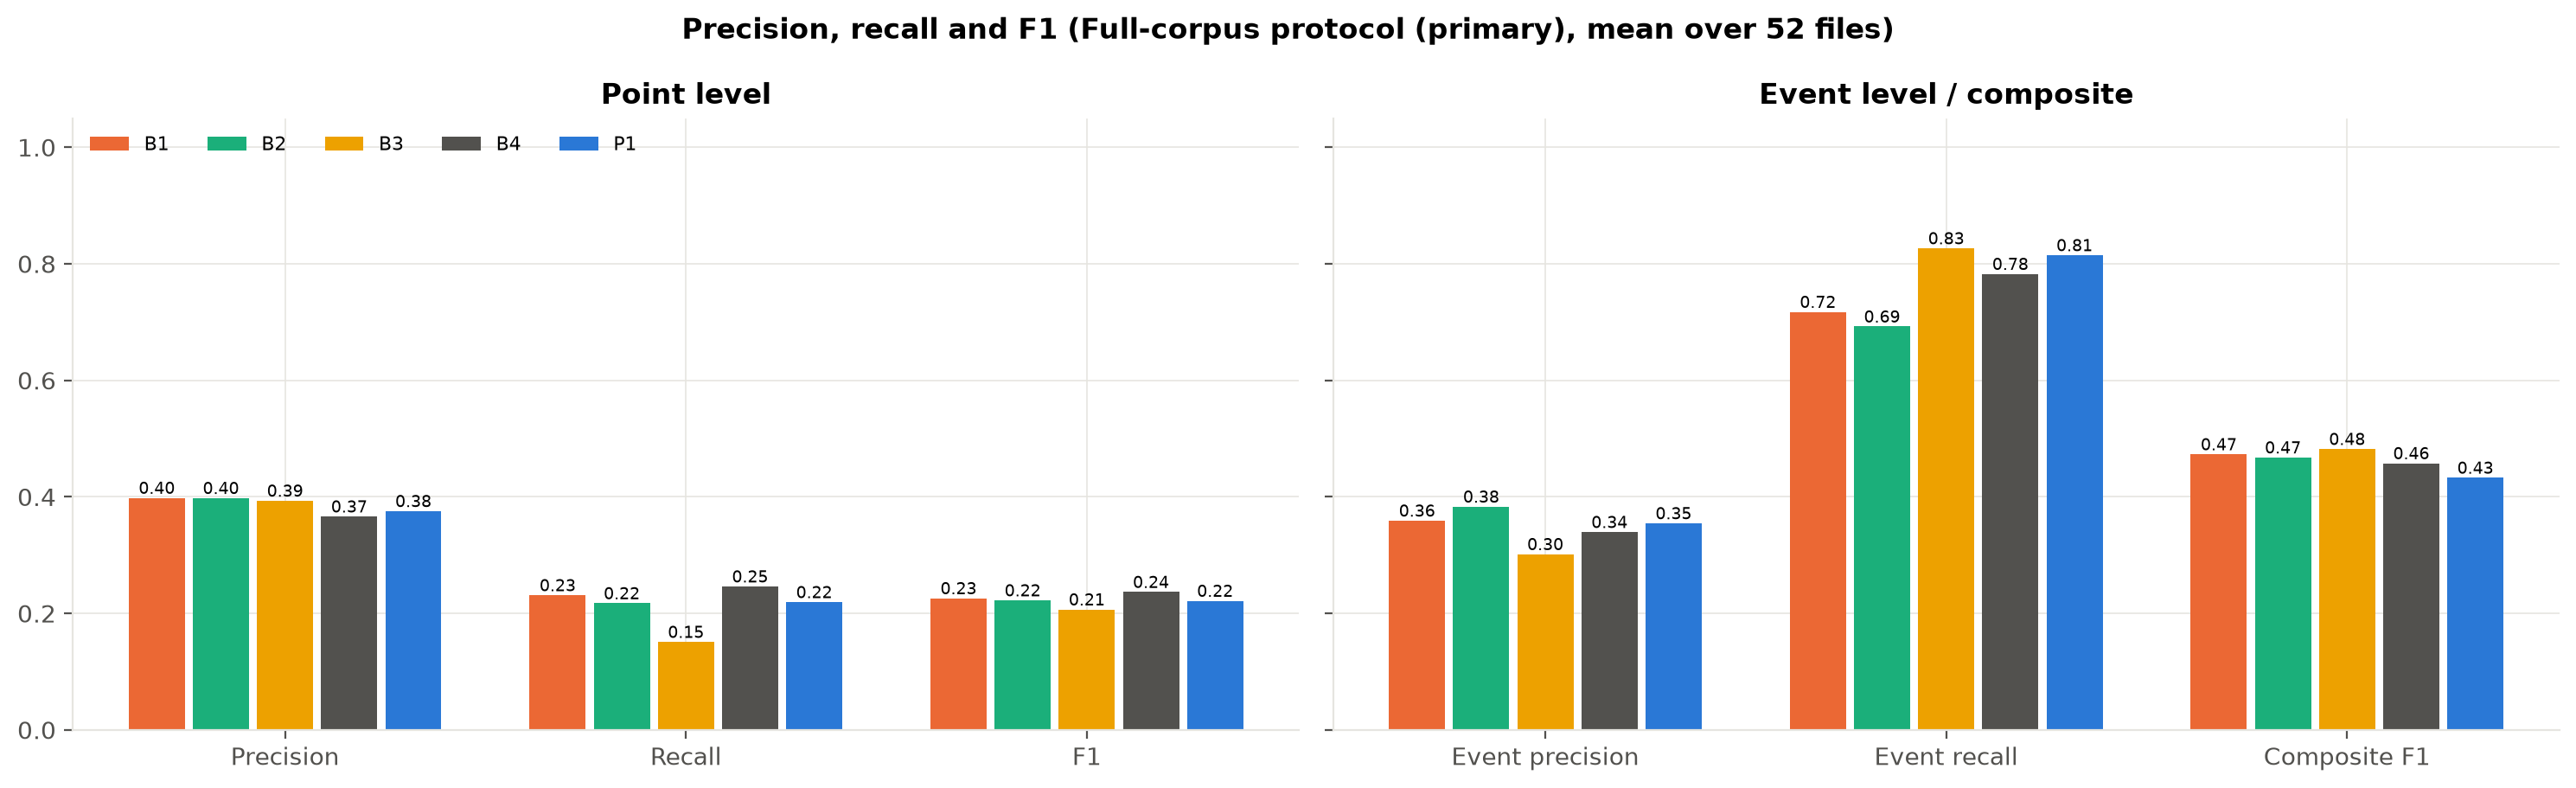 Precision, recall and F1 (Full-corpus protocol (primary), mean over 52 files)
Point level
B1 B2 B3 B4 P1
1.0
0.8
0.6
0.4
0.2
0.0
0.40 0.40 0.39 0.37 0.38
0.23 0.22 0.15 0.25 0.22
0.23 0.22 0.21 0.24 0.22
Precision Recall F1
Event level / composite
0.36 0.38 0.30 0.34 0.35
0.72 0.69 0.83 0.78 0.81
0.47 0.47 0.48 0.46 0.43
Event precision Event recall Composite F1